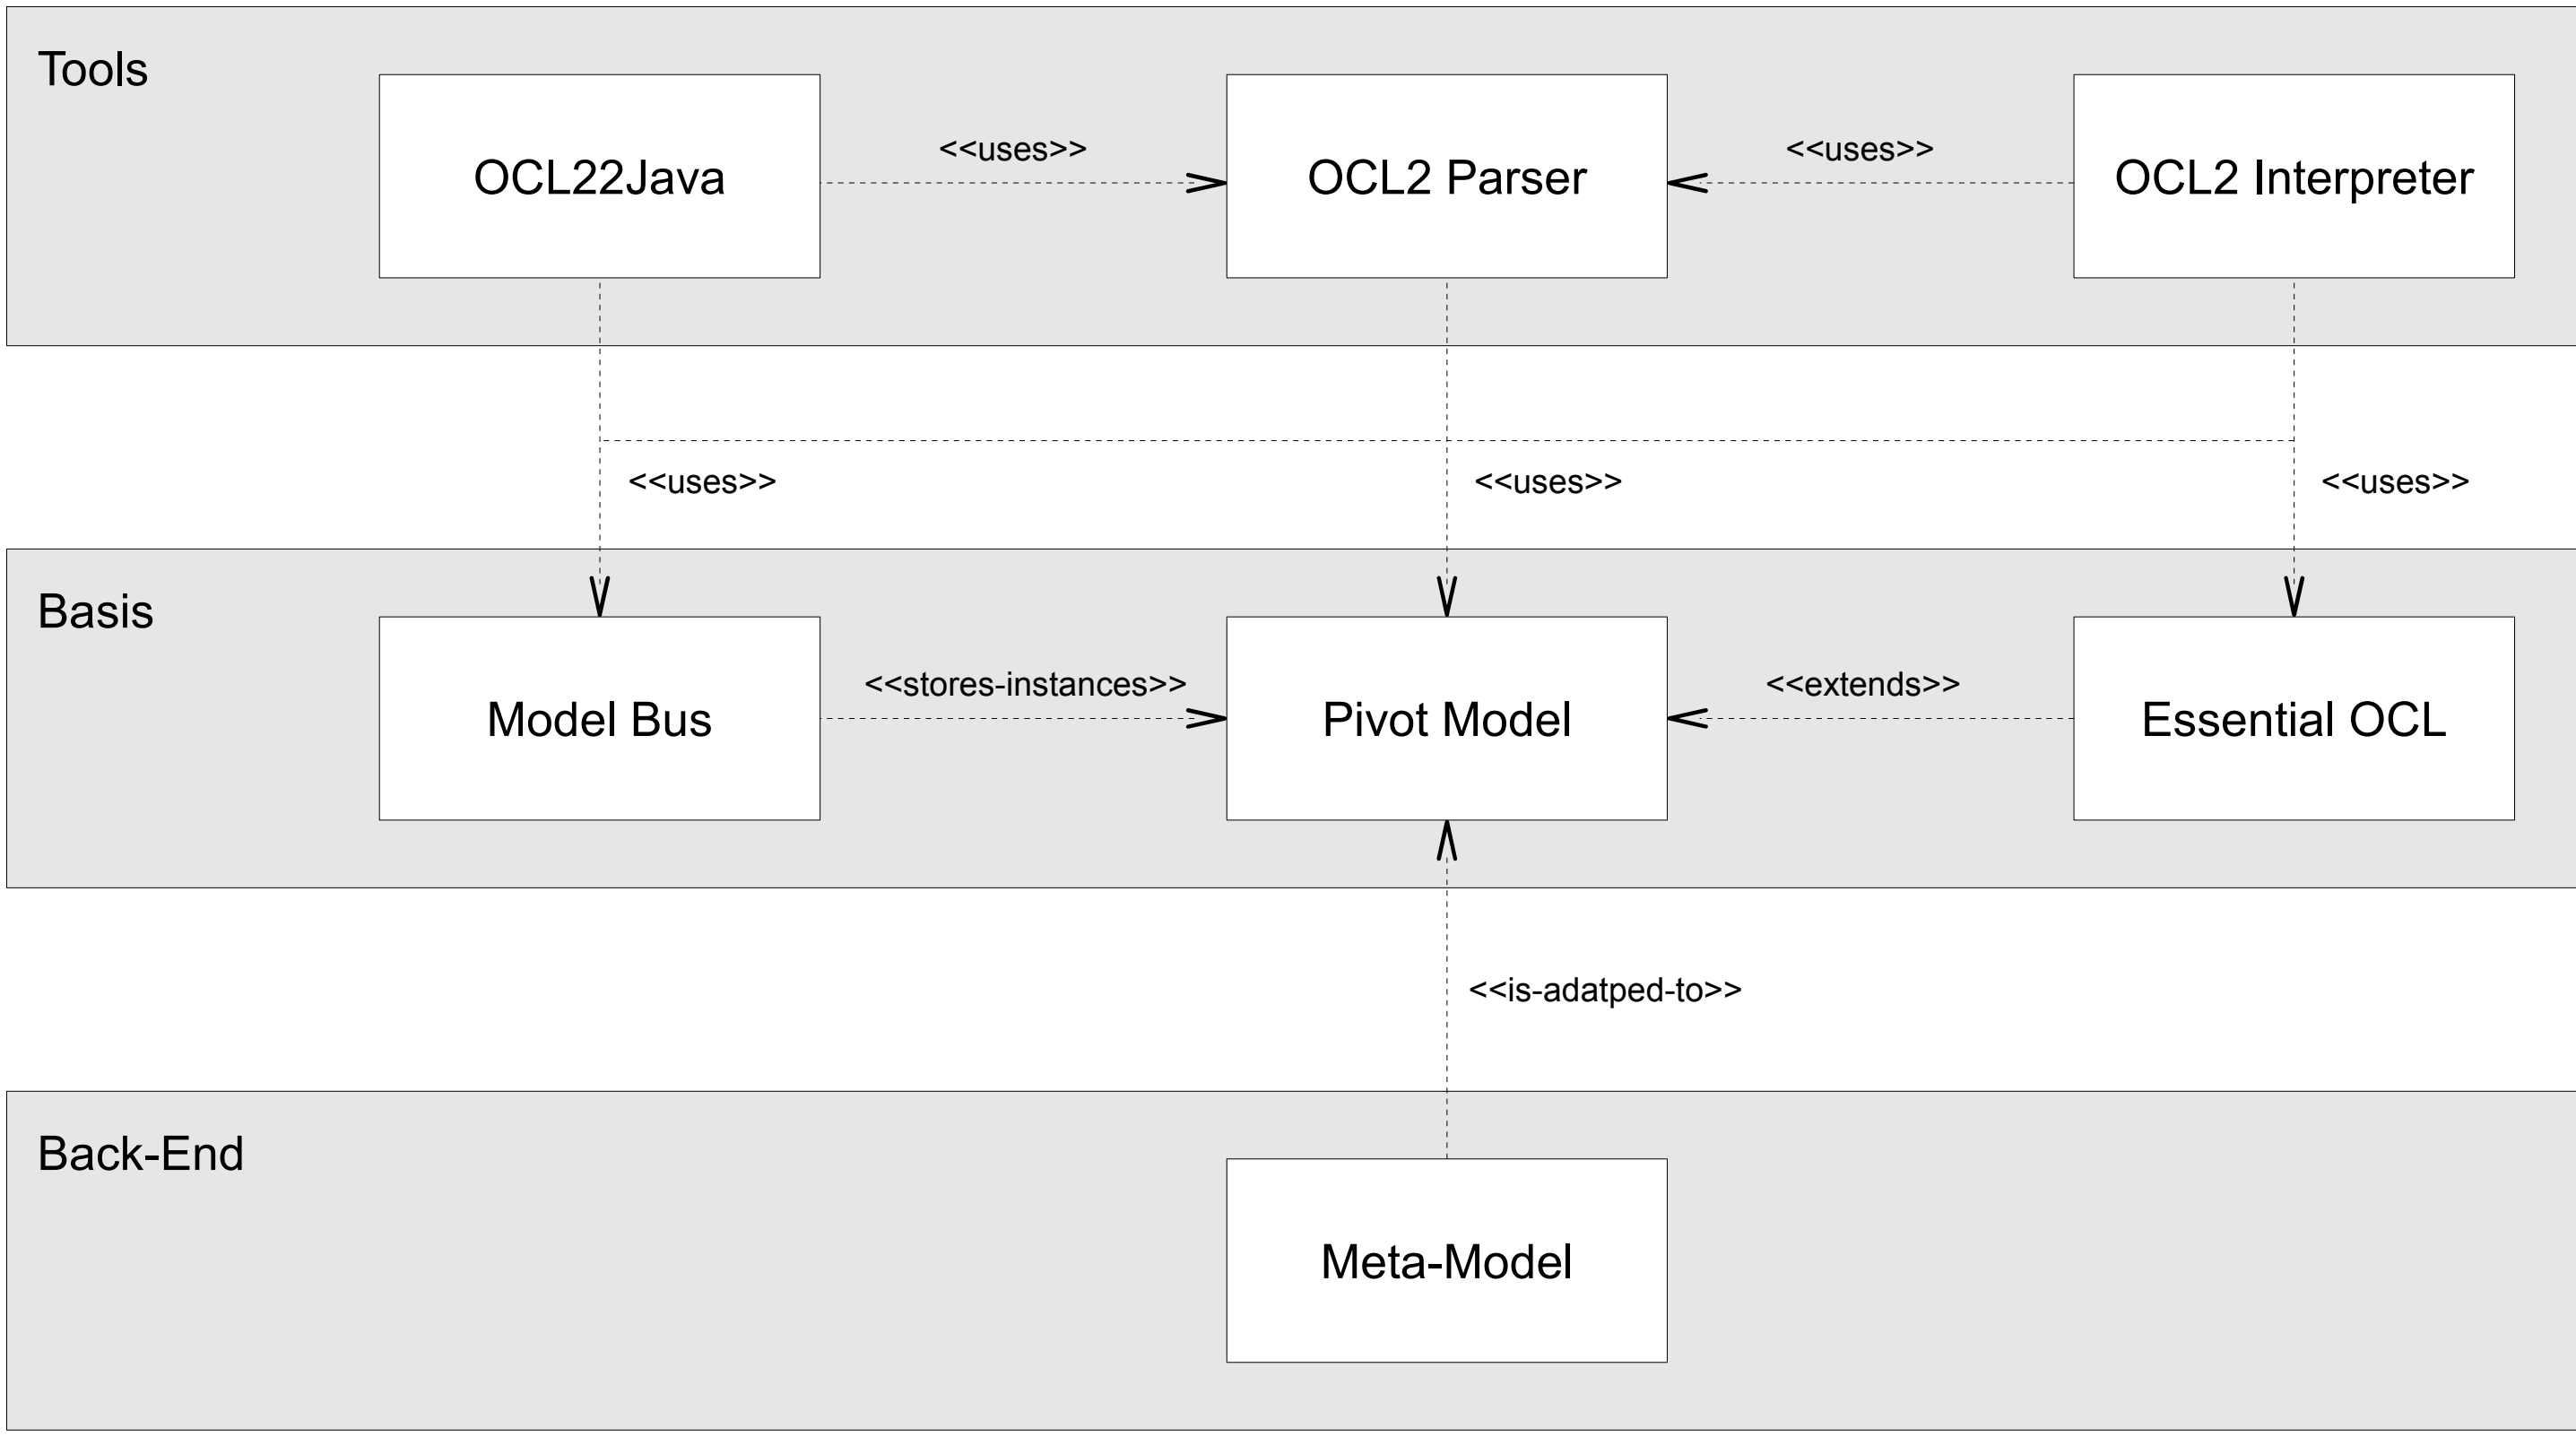 Tools
OCL22Java
<<uses>>
OCL2 Parser
<<uses>>
OCL2 Interpreter
<<uses>>
<<uses>>
<<uses>>
Basis
Model Bus
<<stores-instances>>
Pivot Model
<<extends>>
Essential OCL
<<is-adatped-to>>
Back-End
Meta-Model